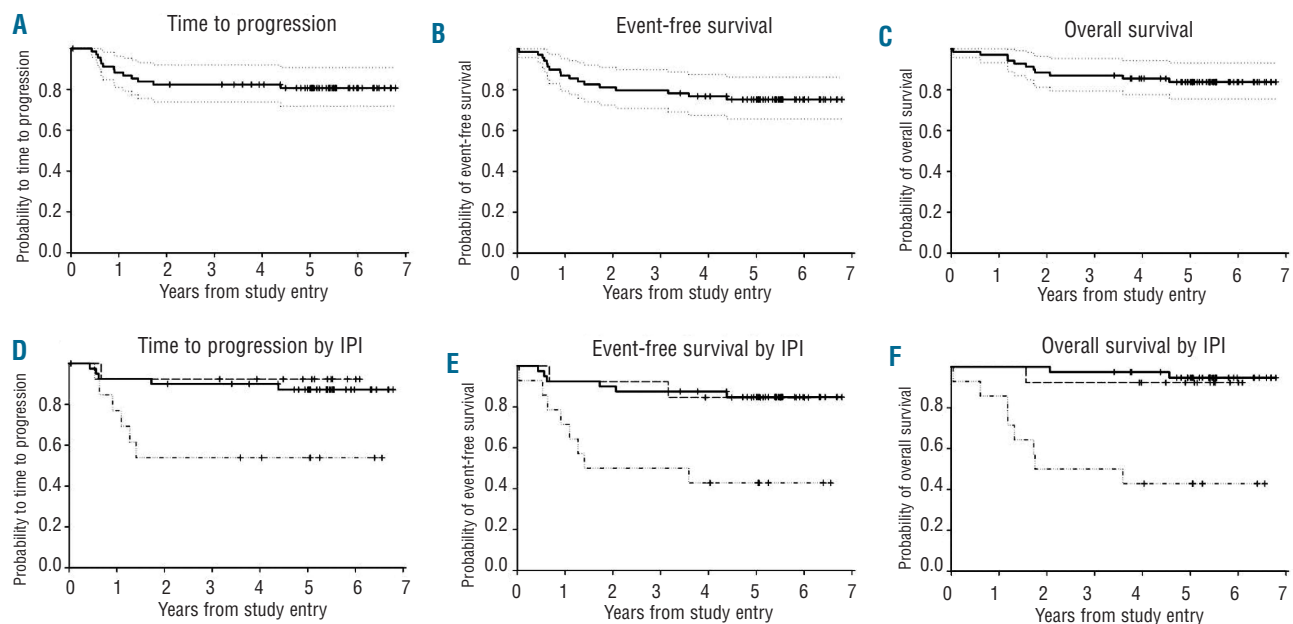 A
Time to progression
Probability to time to progression
0.8
0.6
0.4
0.2
0.0
0 1 2 3 4 5 6 7
Years from study entry
B
Event-free survival
Probability of event-free survival
0.8
0.6
0.4
0.2
0.0
0 1 2 3 4 5 6 7
Years from study entry
C
Overall survival
Probability of overall survival
0.8
0.6
0.4
0.2
0.0
0 1 2 3 4 5 6 7
Years from study entry
D
Time to progression by IPI
Probability to time to progression
0.8
0.6
0.4
0.2
0.0
0 1 2 3 4 5 6 7
Years from study entry
E
Event-free survival by IPI
Probability of event-free survival
0.8
0.6
0.4
0.2
0.0
0 1 2 3 4 5 6 7
Years from study entry
F
Overall survival by IPI
Probability of overall survival
0.8
0.6
0.4
0.2
0.0
0 1 2 3 4 5 6 7
Years from study entry